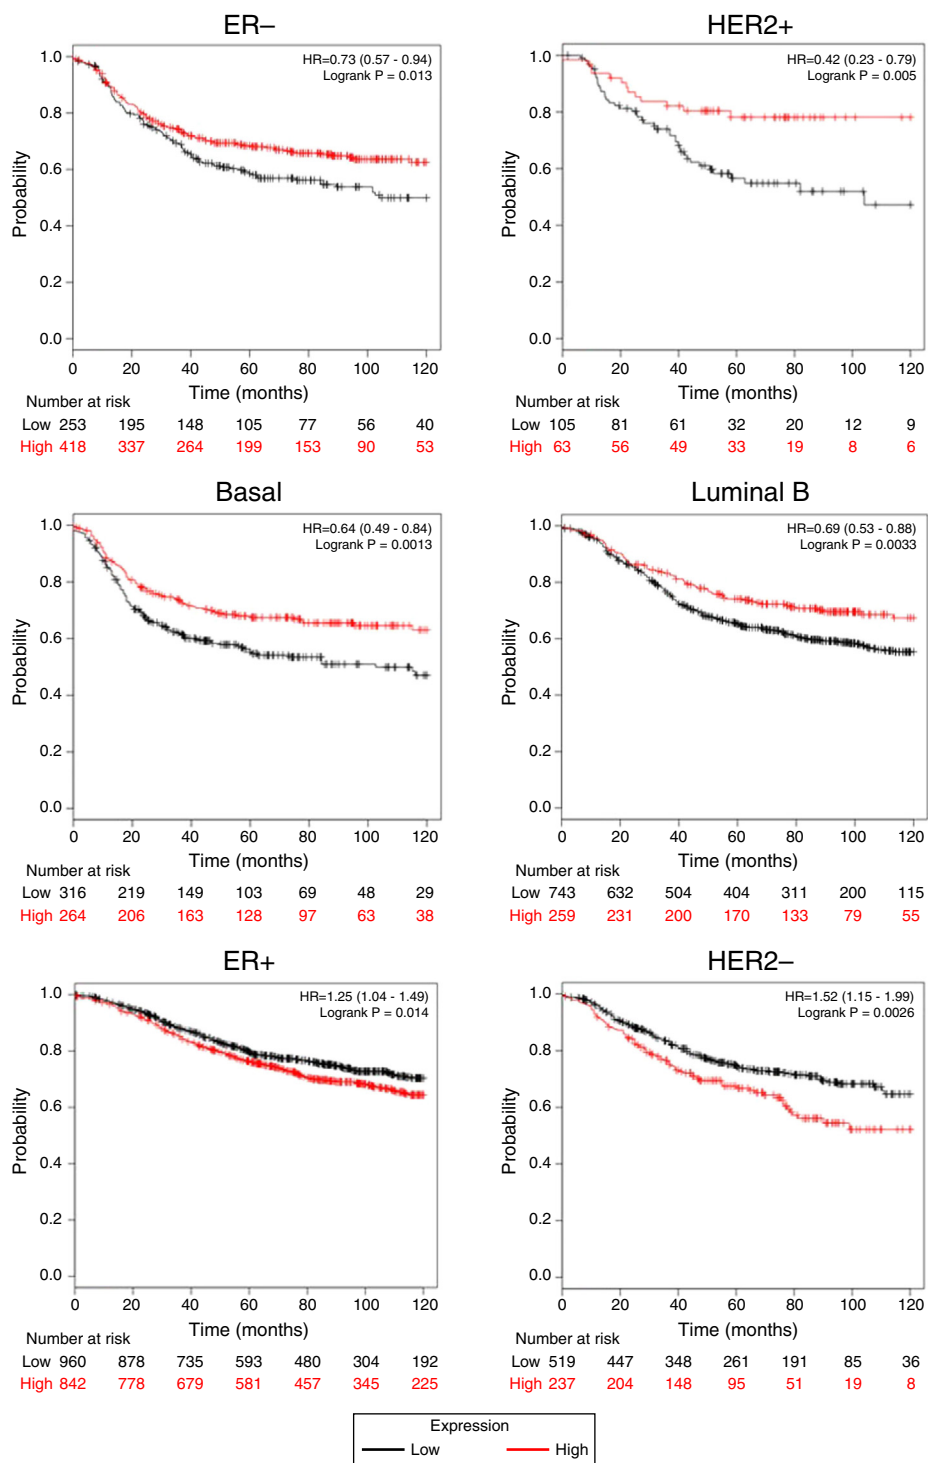 ER–
HR=0.73 (0.57 - 0.94)
Logrank P = 0.013
Probability
1.0
0.8
0.6
0.4
0.2
0.0
0 20 40 60 80 100 120
Time (months)
Number at risk
Low 253 195 148 105 77 56 40
High 418 337 264 199 153 90 53
HER2+
HR=0.42 (0.23 - 0.79)
Logrank P = 0.005
Probability
1.0
0.8
0.6
0.4
0.2
0.0
0 20 40 60 80 100 120
Time (months)
Number at risk
Low 105 81 61 32 20 12 9
High 63 56 49 33 19 8 6
Basal
HR=0.64 (0.49 - 0.84)
Logrank P = 0.0013
Probability
1.0
0.8
0.6
0.4
0.2
0.0
0 20 40 60 80 100 120
Time (months)
Number at risk
Low 316 219 149 103 69 48 29
High 264 206 163 128 97 63 38
Luminal B
HR=0.69 (0.53 - 0.88)
Logrank P = 0.0033
Probability
1.0
0.8
0.6
0.4
0.2
0.0
0 20 40 60 80 100 120
Time (months)
Number at risk
Low 743 632 504 404 311 200 115
High 259 231 200 170 133 79 55
ER+
HR=1.25 (1.04 - 1.49)
Logrank P = 0.014
Probability
1.0
0.8
0.6
0.4
0.2
0.0
0 20 40 60 80 100 120
Time (months)
Number at risk
Low 960 878 735 593 480 304 192
High 842 778 679 581 457 345 225
HER2–
HR=1.52 (1.15 - 1.99)
Logrank P = 0.0026
Probability
1.0
0.8
0.6
0.4
0.2
0.0
0 20 40 60 80 100 120
Time (months)
Number at risk
Low 519 447 348 261 191 85 36
High 237 204 148 95 51 19 8
Expression
Low High